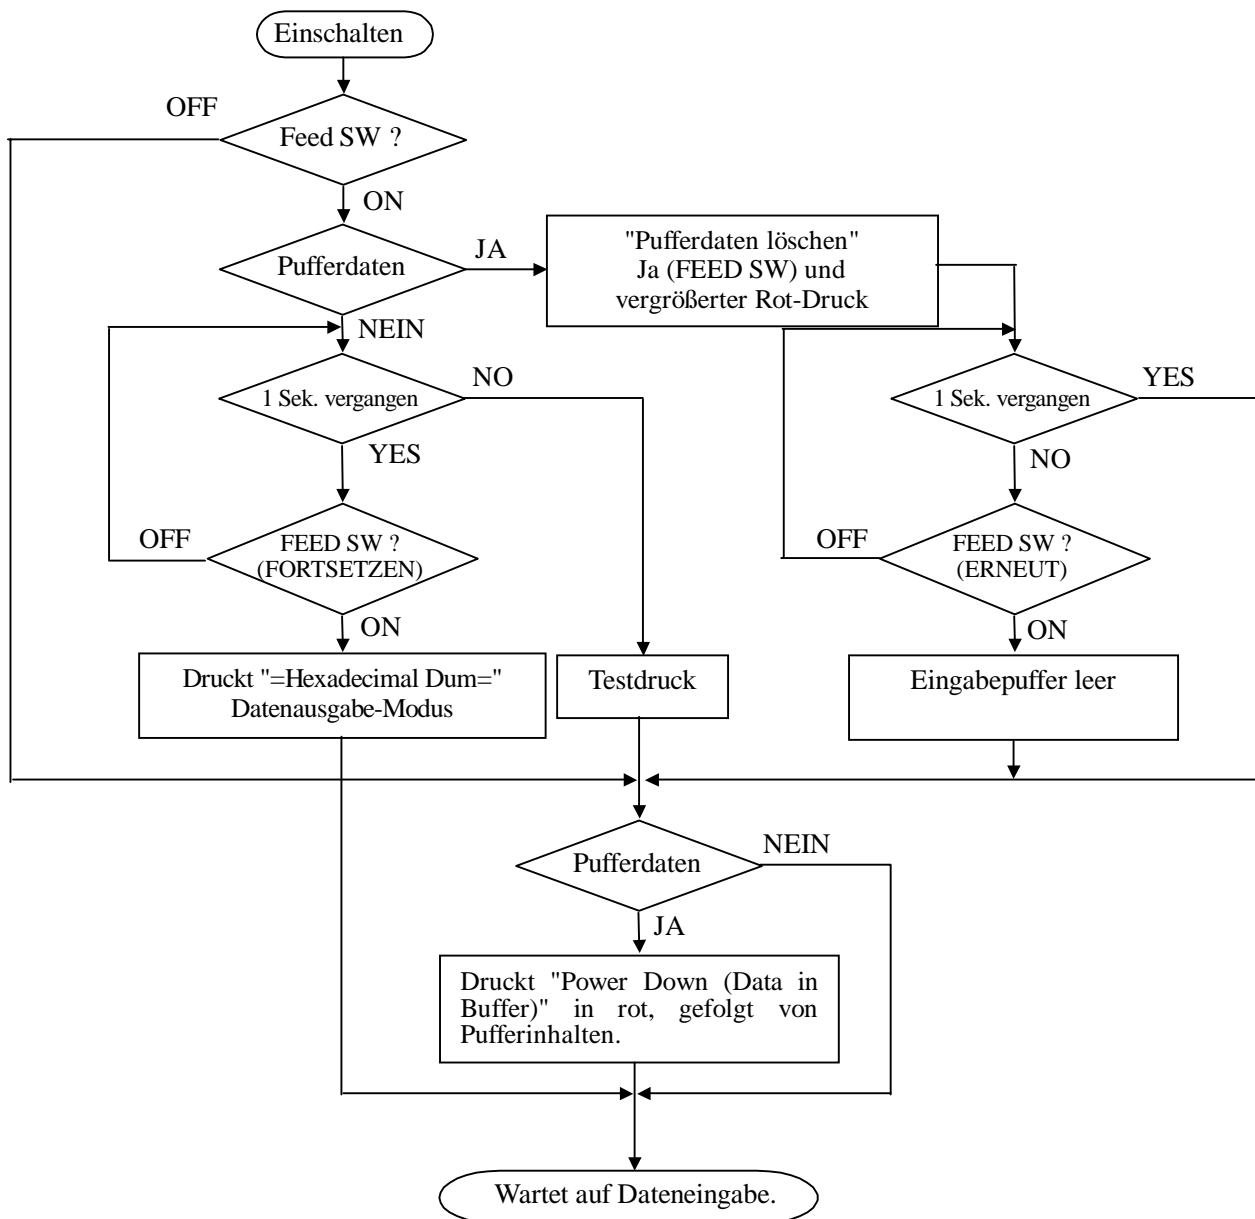 Einschalten
OFF
Feed SW ?
ON
Pufferdaten
JA
"Pufferdaten löschen"
Ja (FEED SW) und
vergrößerter Rot-Druck
NEIN
1 Sek. vergangen
NO
1 Sek. vergangen
YES
YES
NO
OFF
FEED SW ?
(FORTSETZEN)
OFF
FEED SW ?
(ERNEUT)
ON
ON
Druckt "=Hexadecimal Dum="
Datenausgabe-Modus
Testdruck
Eingabepuffer leer
Pufferdaten
NEIN
JA
Druckt "Power Down (Data in
Buffer)" in rot, gefolgt von
Pufferinhalten.
Wartet auf Dateneingabe.